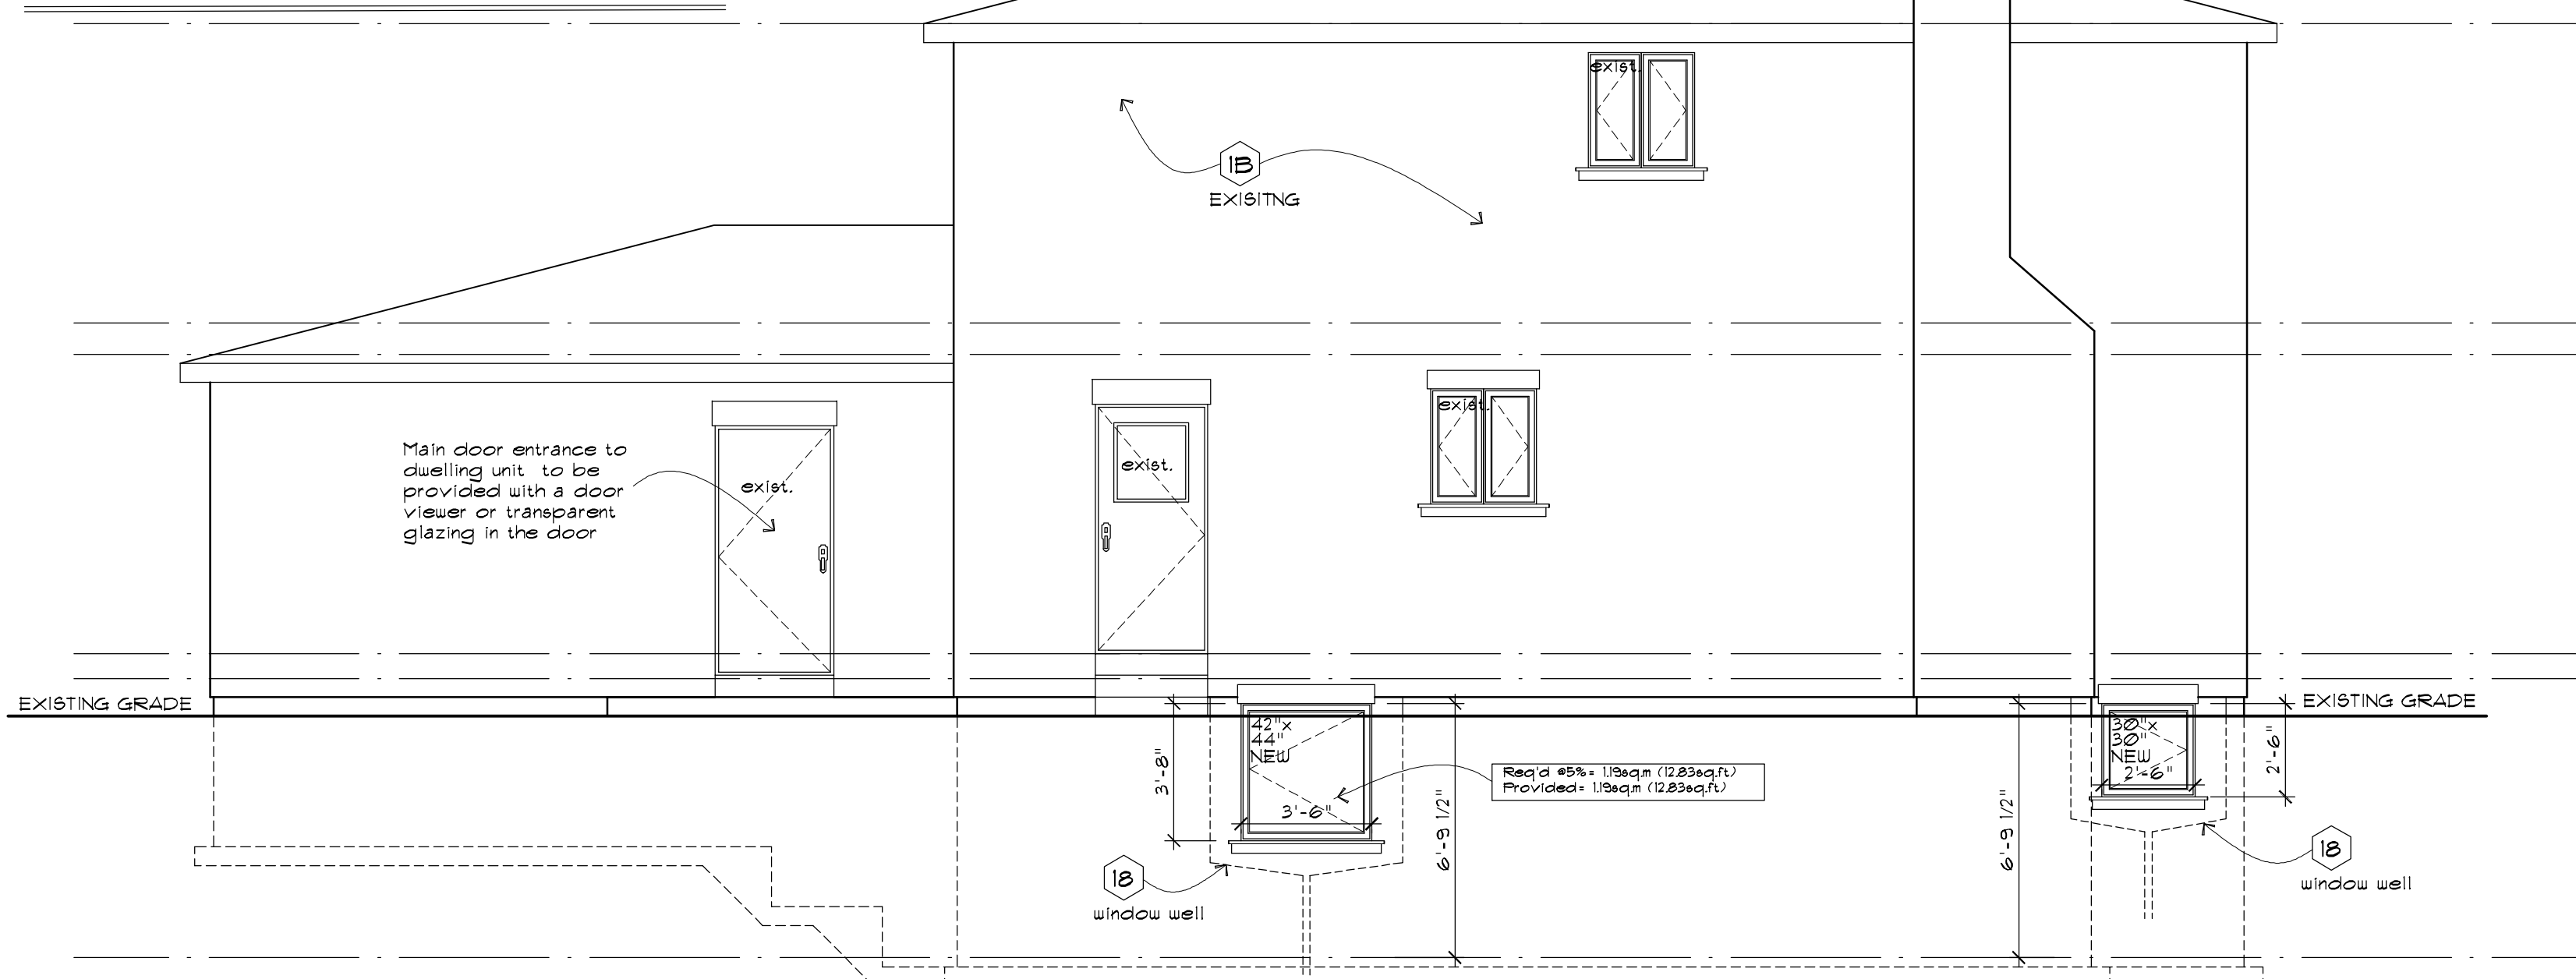 exist.
1B
EXISITNG
exist.
Main door entrance to
dwelling unit to be
provided with a door
viewer or transparent
glazing in the door
exist.
exist.
EXISTING GRADE
EXISTING GRADE
42"x
44"
NEW
3'-6"
3'-8"
Req'd @5%= 1.19sq.m (12.83sq.ft)
Provided= 1.19sq.m (12.83sq.ft)
6'-9 1/2"
6'-9 1/2"
30"x
30"
NEW
2'-6"
2'-6"
18
window well
18
window well